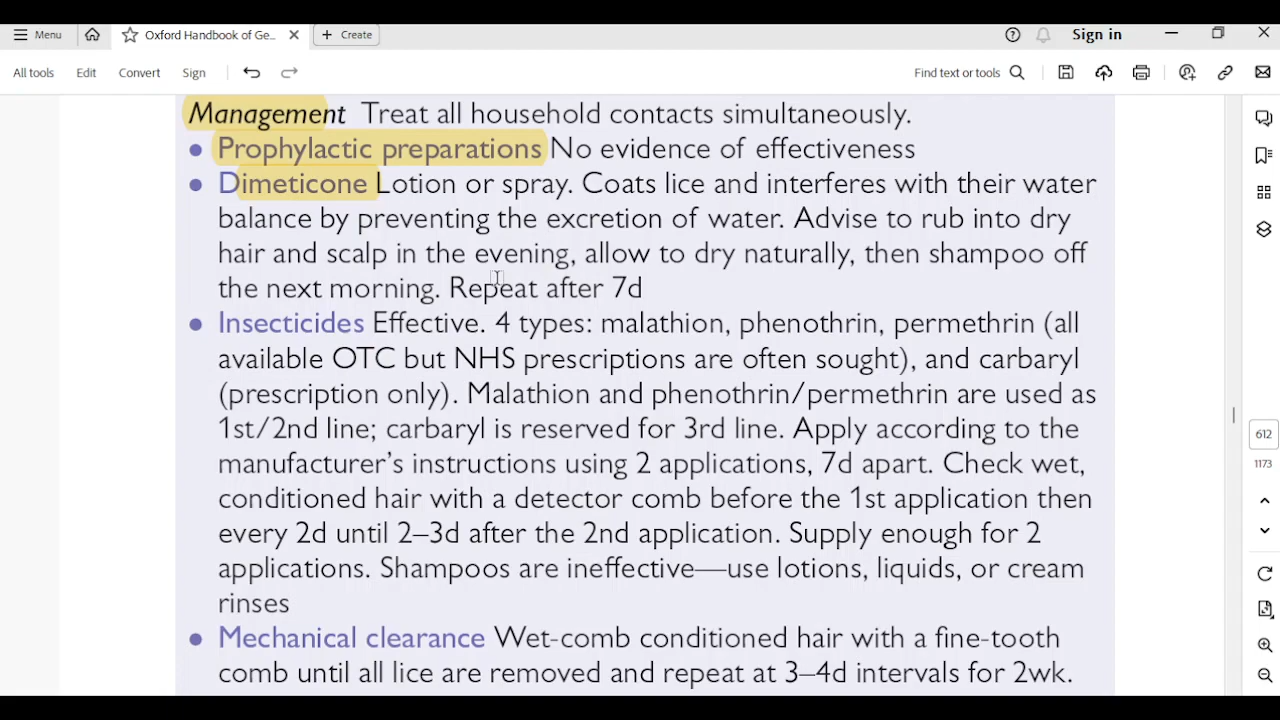 Menu
Oxford Handbook of Ge...
Create
Sign in
All tools
Edit
Convert
Sign
Find text or tools
Management Treat all household contacts simultaneously.
• Prophylactic preparations No evidence of effectiveness
• Dimeticone Lotion or spray. Coats lice and interferes with their water
balance by preventing the excretion of water. Advise to rub into dry
hair and scalp in the evening, allow to dry naturally, then shampoo off
the next morning. Repeat after 7d
• Insecticides Effective. 4 types: malathion, phenothrin, permethrin (all
available OTC but NHS prescriptions are often sought), and carbaryl
(prescription only). Malathion and phenothrin/permethrin are used as
1st/2nd line; carbaryl is reserved for 3rd line. Apply according to the
manufacturer’s instructions using 2 applications, 7d apart. Check wet,
conditioned hair with a detector comb before the 1st application then
every 2d until 2–3d after the 2nd application. Supply enough for 2
applications. Shampoos are ineffective—use lotions, liquids, or cream
rinses
• Mechanical clearance Wet-comb conditioned hair with a fine-tooth
comb until all lice are removed and repeat at 3–4d intervals for 2wk.
612
1173